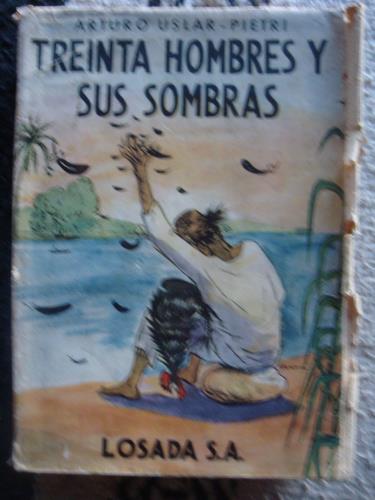 ARTURO USLAR-PIETRI
TREINTA HOMBRES Y
SUS SOMBRAS
LOSADA S.A.